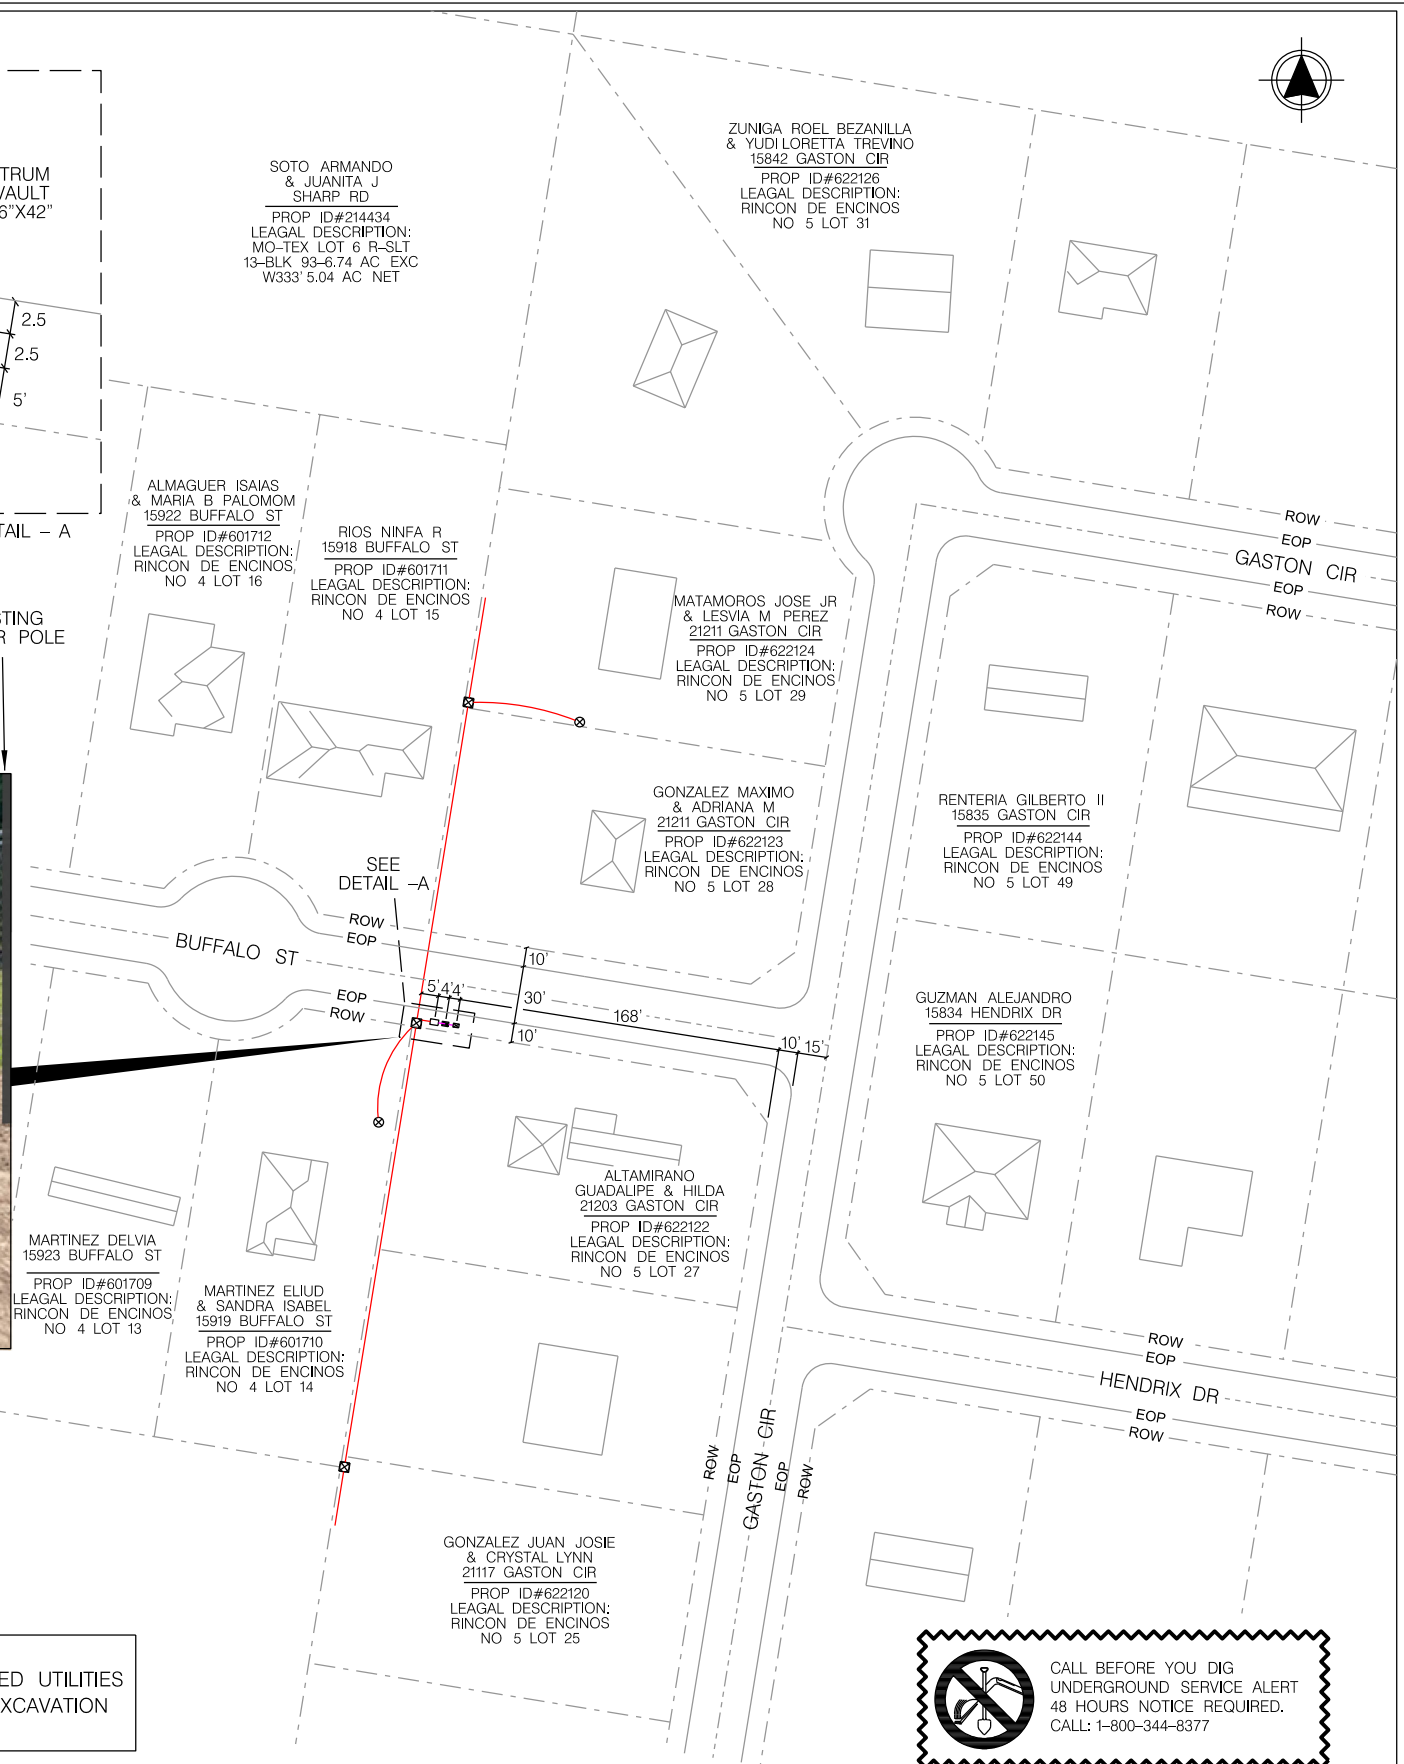 TRUM
VAULT
6"X42"
2.5
2.5
5'
TAIL – A
STING
R POLE
SOTO ARMANDO
& JUANITA J
SHARP RD
PROP ID#214434
LEAGAL DESCRIPTION:
MO–TEX LOT 6 R–SLT
13–BLK 93–6.74 AC EXC
W333' 5.04 AC NET
ZUNIGA ROEL BEZANILLA
& YUDI LORETTA TREVINO
15842 GASTON CIR
PROP ID#622126
LEAGAL DESCRIPTION:
RINCON DE ENCINOS
NO 5 LOT 31
ALMAGUER ISAIAS
& MARIA B PALOMOM
15922 BUFFALO ST
PROP ID#601712
LEAGAL DESCRIPTION:
RINCON DE ENCINOS
NO 4 LOT 16
RIOS NINFA R
15918 BUFFALO ST
PROP ID#601711
LEAGAL DESCRIPTION:
RINCON DE ENCINOS
NO 4 LOT 15
MATAMOROS JOSE JR
& LESVIA M PEREZ
21211 GASTON CIR
PROP ID#622124
LEAGAL DESCRIPTION:
RINCON DE ENCINOS
NO 5 LOT 29
ROW
EOP
GASTON CIR
EOP
ROW
GONZALEZ MAXIMO
& ADRIANA M
21211 GASTON CIR
PROP ID#622123
LEAGAL DESCRIPTION:
RINCON DE ENCINOS
NO 5 LOT 28
RENTERIA GILBERTO II
15835 GASTON CIR
PROP ID#622144
LEAGAL DESCRIPTION:
RINCON DE ENCINOS
NO 5 LOT 49
SEE
DETAIL –A
ROW
EOP
BUFFALO ST
EOP
ROW
10'
5'
4'
4'
30'
168'
10'
10'
15'
GUZMAN ALEJANDRO
15834 HENDRIX DR
PROP ID#622145
LEAGAL DESCRIPTION:
RINCON DE ENCINOS
NO 5 LOT 50
ALTAMIRANO
GUADALIPE & HILDA
21203 GASTON CIR
PROP ID#622122
LEAGAL DESCRIPTION:
RINCON DE ENCINOS
NO 5 LOT 27
MARTINEZ DELVIA
15923 BUFFALO ST
PROP ID#601709
LEAGAL DESCRIPTION:
RINCON DE ENCINOS
NO 4 LOT 13
MARTINEZ ELIUD
& SANDRA ISABEL
15919 BUFFALO ST
PROP ID#601710
LEAGAL DESCRIPTION:
RINCON DE ENCINOS
NO 4 LOT 14
ROW
EOP
HENDRIX DR
EOP
ROW
ROW
EOP
GASTON CIR
EOP
ROW
GONZALEZ JUAN JOSIE
& CRYSTAL LYNN
21117 GASTON CIR
PROP ID#622120
LEAGAL DESCRIPTION:
RINCON DE ENCINOS
NO 5 LOT 25
ED UTILITIES
XCAVATION
CALL BEFORE YOU DIG
UNDERGROUND SERVICE ALERT
48 HOURS NOTICE REQUIRED.
CALL: 1–800–344–8377